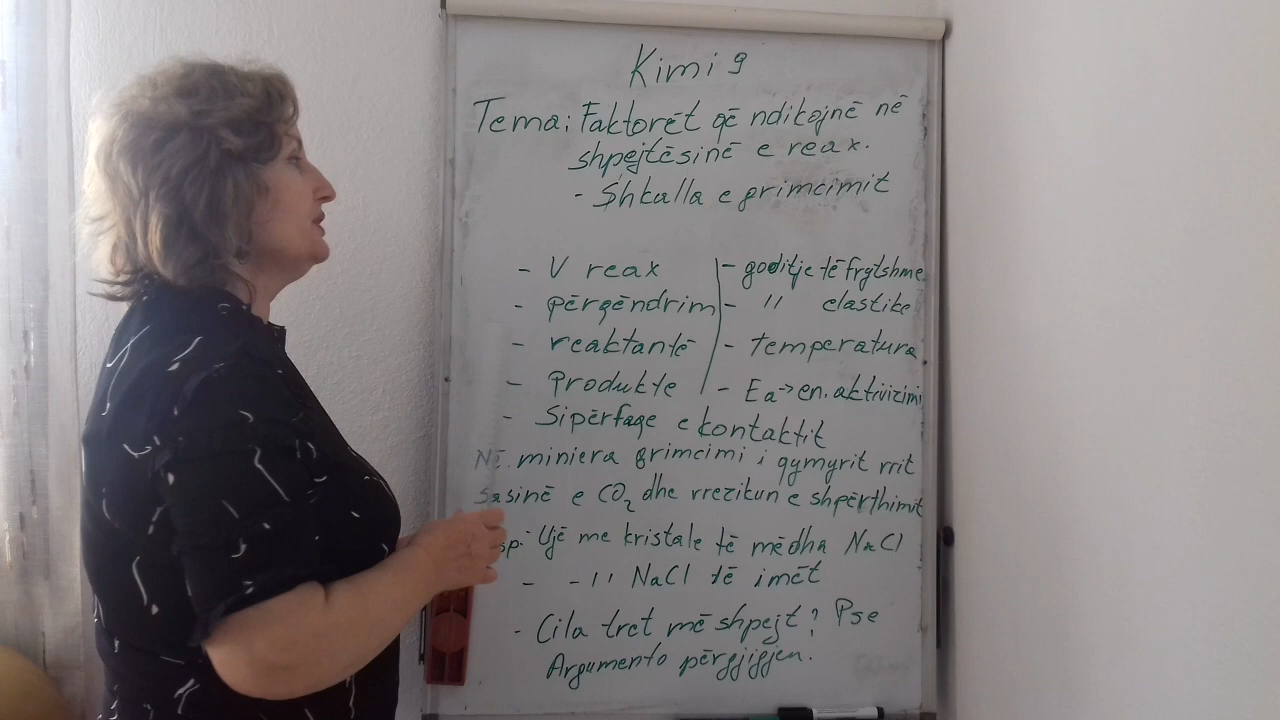 Kimi 9
Tema: Faktorët që ndikojnë në
shpejtësinë e reax.
- Shkalla e grimcimit
- V reax
- përqëndrim
- reaktantë
- Produkte
- goditje të frytshme
- " elastike
- temperatura
- Ea → en. aktivizimi
- Sipërfaqe e kontaktit
Në miniera grimcimi i qymyrit rrit
Sasinë e CO₂ dhe rrezikun e shpërthimit
sp: Ujë me kristale të mëdha NaCl
- - " NaCl të imët
- Cila tret më shpejt? Pse
Argumento përgjigjen.